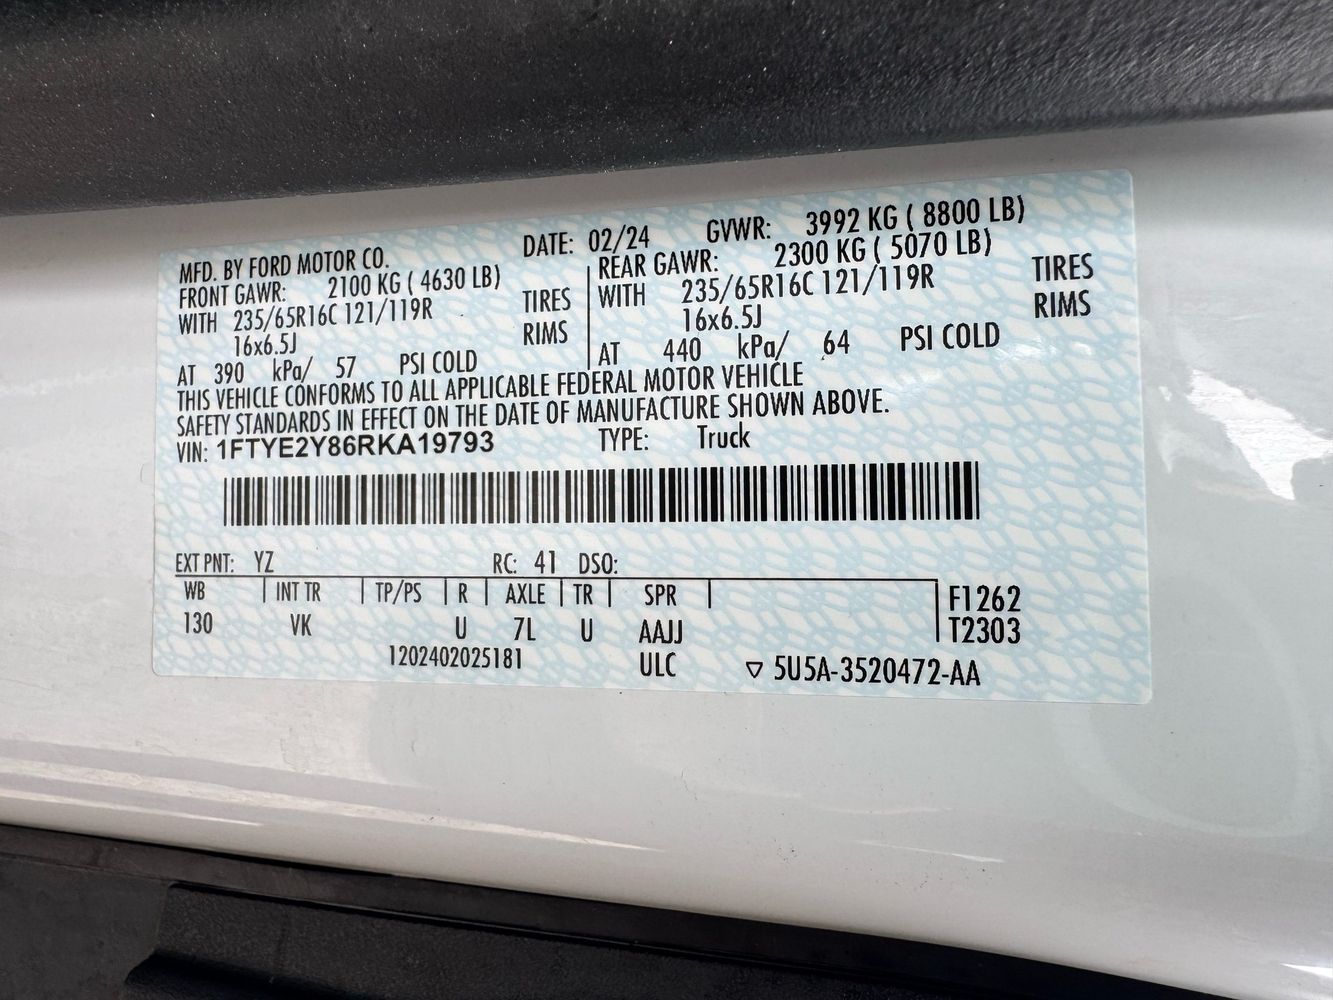 MFD. BY FORD MOTOR CO. DATE: 02/24 GVWR: 3992 KG ( 8800 LB)
FRONT GAWR: 2100 KG ( 4630 LB) REAR GAWR: 2300 KG ( 5070 LB)
WITH 235/65R16C 121/119R TIRES WITH 235/65R16C 121/119R TIRES
16x6.5J RIMS 16x6.5J RIMS
AT 390 kPa/ 57 PSI COLD AT 440 kPa/ 64 PSI COLD
THIS VEHICLE CONFORMS TO ALL APPLICABLE FEDERAL MOTOR VEHICLE
SAFETY STANDARDS IN EFFECT ON THE DATE OF MANUFACTURE SHOWN ABOVE.
VIN: 1FTYE2Y86RKA19793 TYPE: Truck
EXT PNT: YZ RC: 41 DSO:
WB INT TR TP/PS R AXLE TR SPR F1262
130 VK U 7L U AAJJ T2303
1202402025181 ULC ▽ 5U5A-3520472-AA